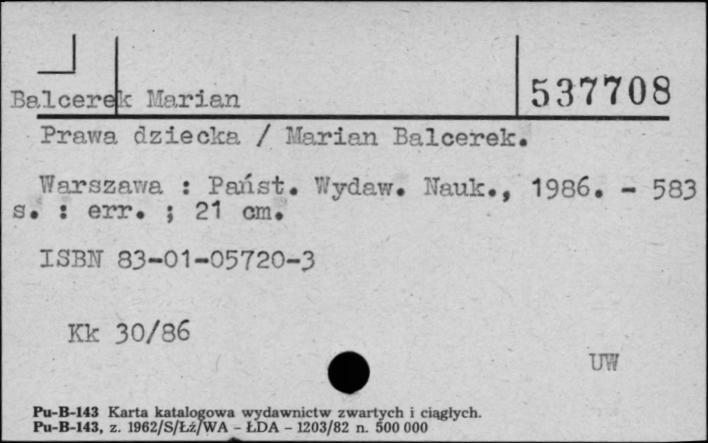 Balcerek Marian
537708
Prawa dziecka / Marian Balcerek.
Warszawa : Państ. Wydaw. Nauk., 1986. - 583
s. : err. ; 21 cm.
ISBN 83-01-05720-3
Kk 30/86
UW
Pu-B-143 Karta katalogowa wydawnictw zwartych i ciągłych.
Pu-B-143, z. 1962/S/Łż/WA - ŁDA - 1203/82 n. 500 000